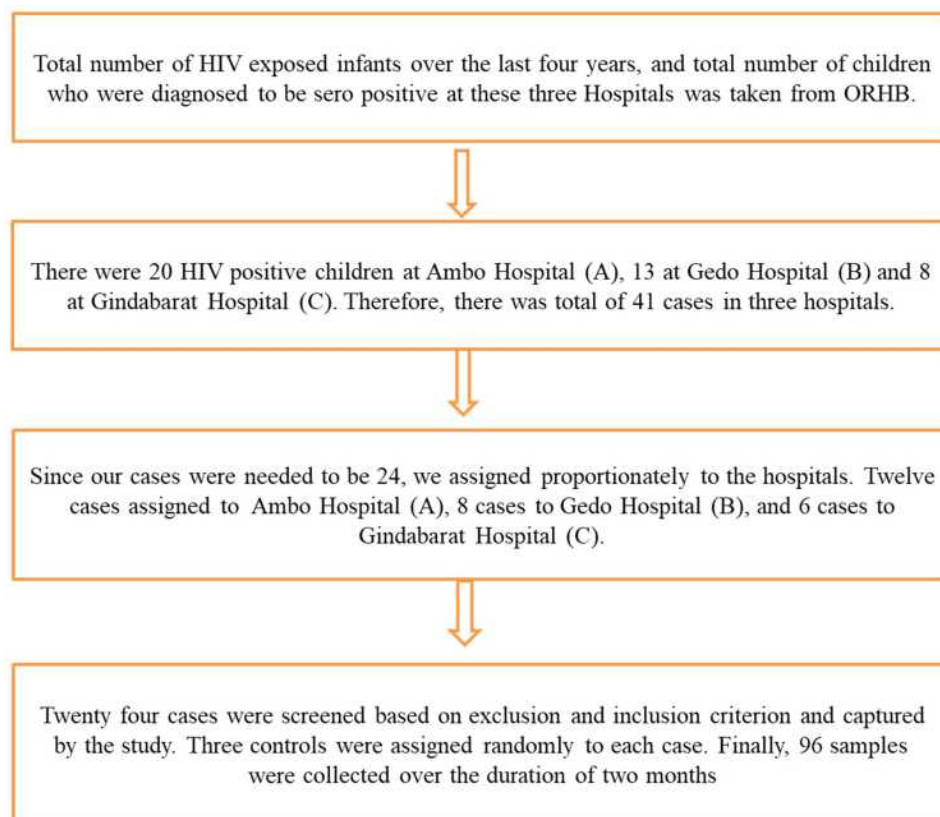 Total number of HIV exposed infants over the last four years, and total number of children
who were diagnosed to be sero positive at these three Hospitals was taken from ORHB.
There were 20 HIV positive children at Ambo Hospital (A), 13 at Gedo Hospital (B) and 8
at Gindabarat Hospital (C). Therefore, there was total of 41 cases in three hospitals.
Since our cases were needed to be 24, we assigned proportionately to the hospitals. Twelve
cases assigned to Ambo Hospital (A), 8 cases to Gedo Hospital (B), and 6 cases to
Gindabarat Hospital (C).
Twenty four cases were screened based on exclusion and inclusion criterion and captured
by the study. Three controls were assigned randomly to each case. Finally, 96 samples
were collected over the duration of two months